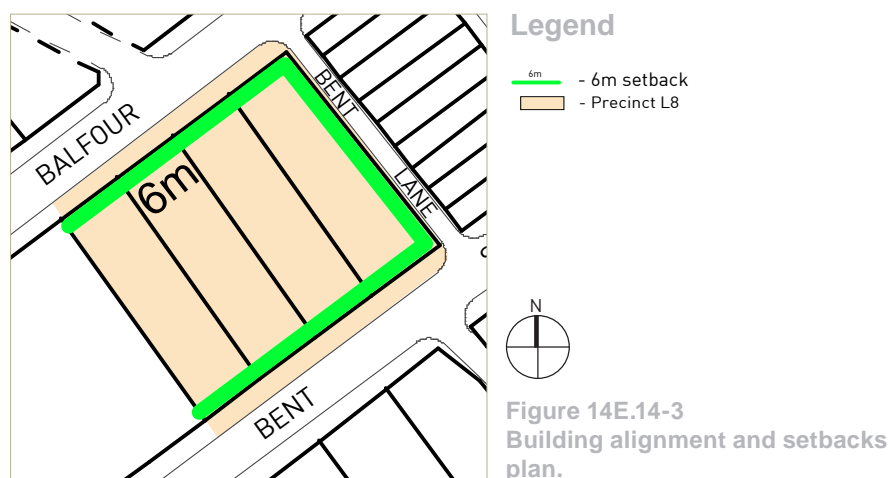 Legend
6m
- 6m setback
- Precinct L8
BALFOUR
6m
BENT
LANE
BENT
N
Figure 14E.14-3
Building alignment and setbacks
plan.